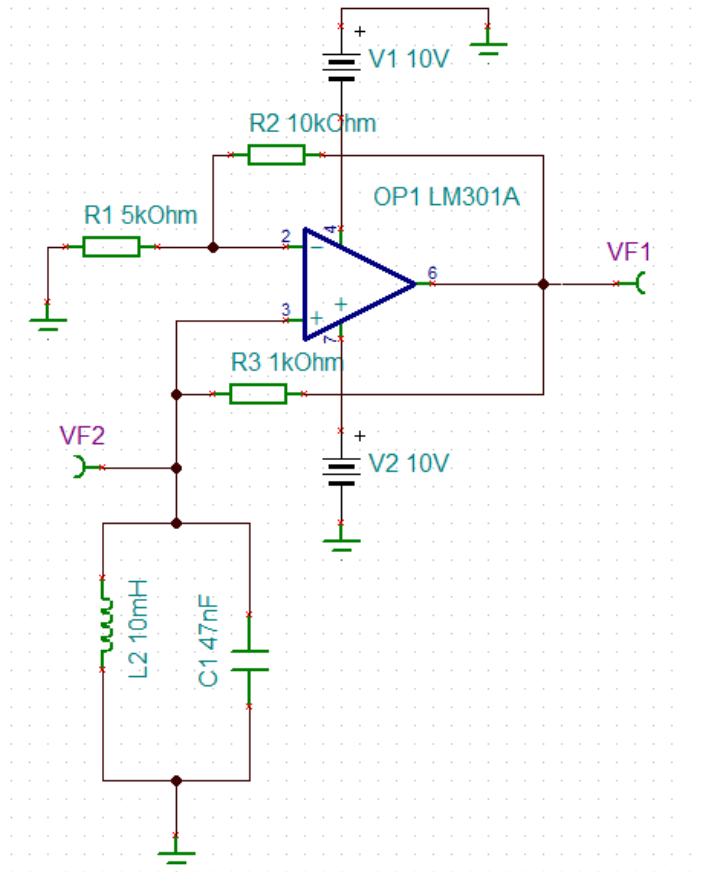 +
V1 10V
R2 10kOhm
OP1 LM301A
R1 5kOhm
2
4
−
VF1
6
3
+
+
7
R3 1kOhm
VF2
+
V2 10V
L2 10mH
C1 47nF